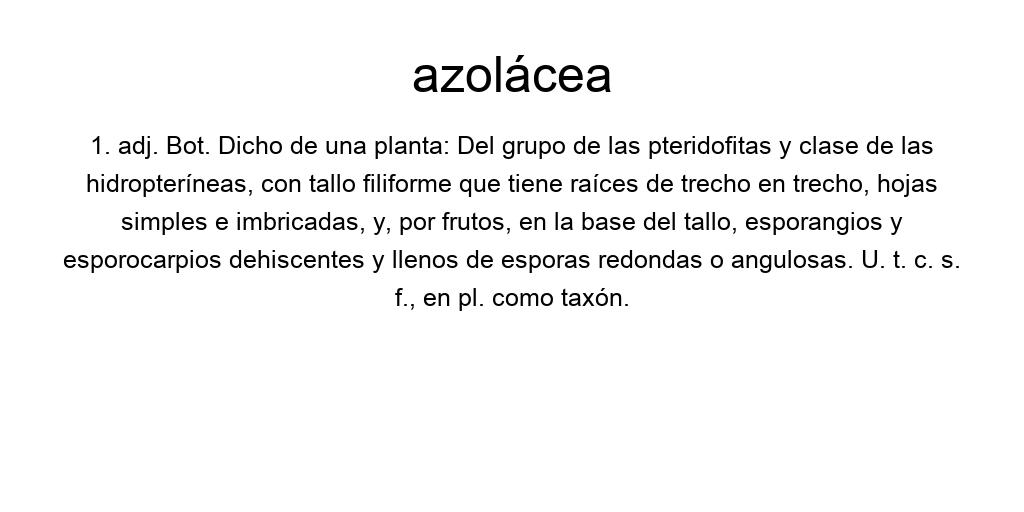 azolácea
1. adj. Bot. Dicho de una planta: Del grupo de las pteridofitas y clase de las
hidropteríneas, con tallo filiforme que tiene raíces de trecho en trecho, hojas
simples e imbricadas, y, por frutos, en la base del tallo, esporangios y
esporocarpios dehiscentes y llenos de esporas redondas o angulosas. U. t. c. s.
f., en pl. como taxón.